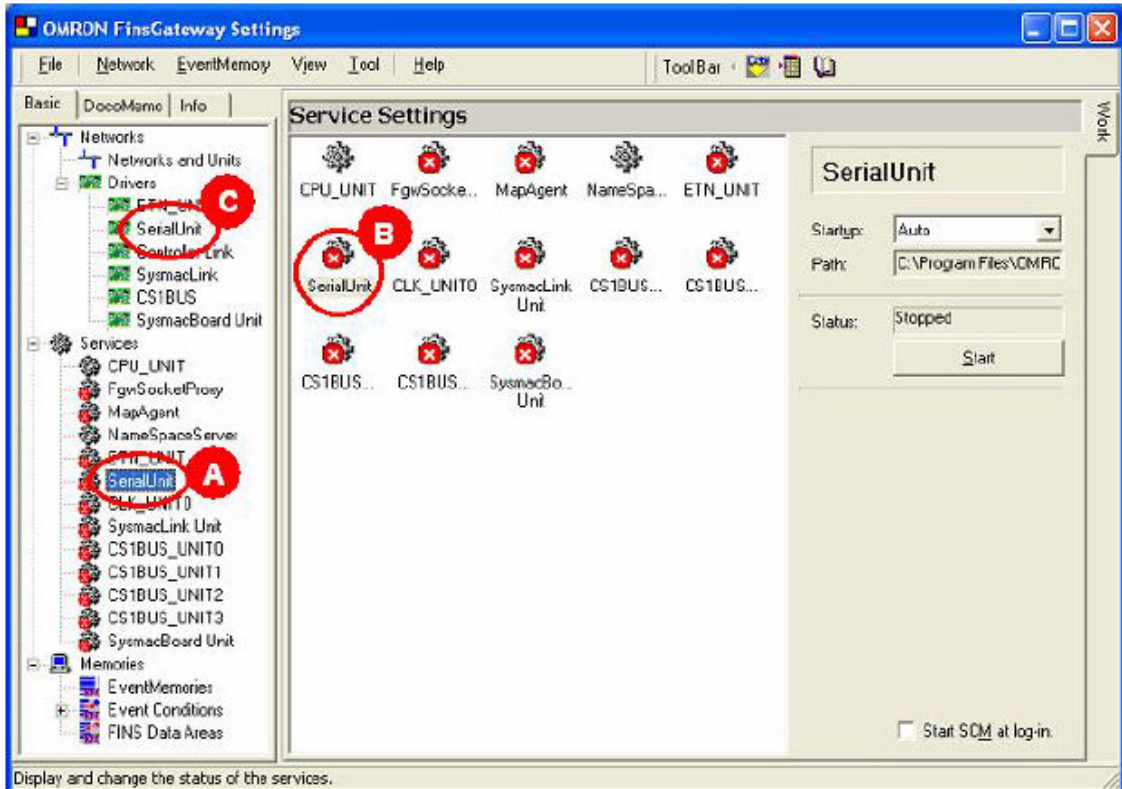 OMRON FinsGateway Settings
File Network EventMemoy View Tool Help ToolBar
Basic DocoMemo Info
Networks
Networks and Units
Drivers
C
SerialUnit
SysmacLink
CS1BUS
SysmacBoard Unit
Services
CPU_UNIT
FgwSocketProxy
MapAgent
NameSpaceServer
ETN_UNIT
SerialUnit
A
CLK_UNIT0
SysmacLink Unit
CS1BUS_UNIT0
CS1BUS_UNIT1
CS1BUS_UNIT2
CS1BUS_UNIT3
SysmacBoard Unit
Memories
EventMemories
Event Conditions
FINS Data Areas
Service Settings
CPU_UNIT FgwSocke... MapAgent NameSpa... ETN_UNIT
B
SerialUnit CLK_UNIT0 SysmacLink CS1BUS... CS1BUS...
Unit
CS1BUS... CS1BUS... SysmacBo...
Unit
Work
SerialUnit
Startup: Auto
Path: C:\Program Files\OMRC
Status: Stopped
Start
Start SCM at log-in.
Display and change the status of the services.